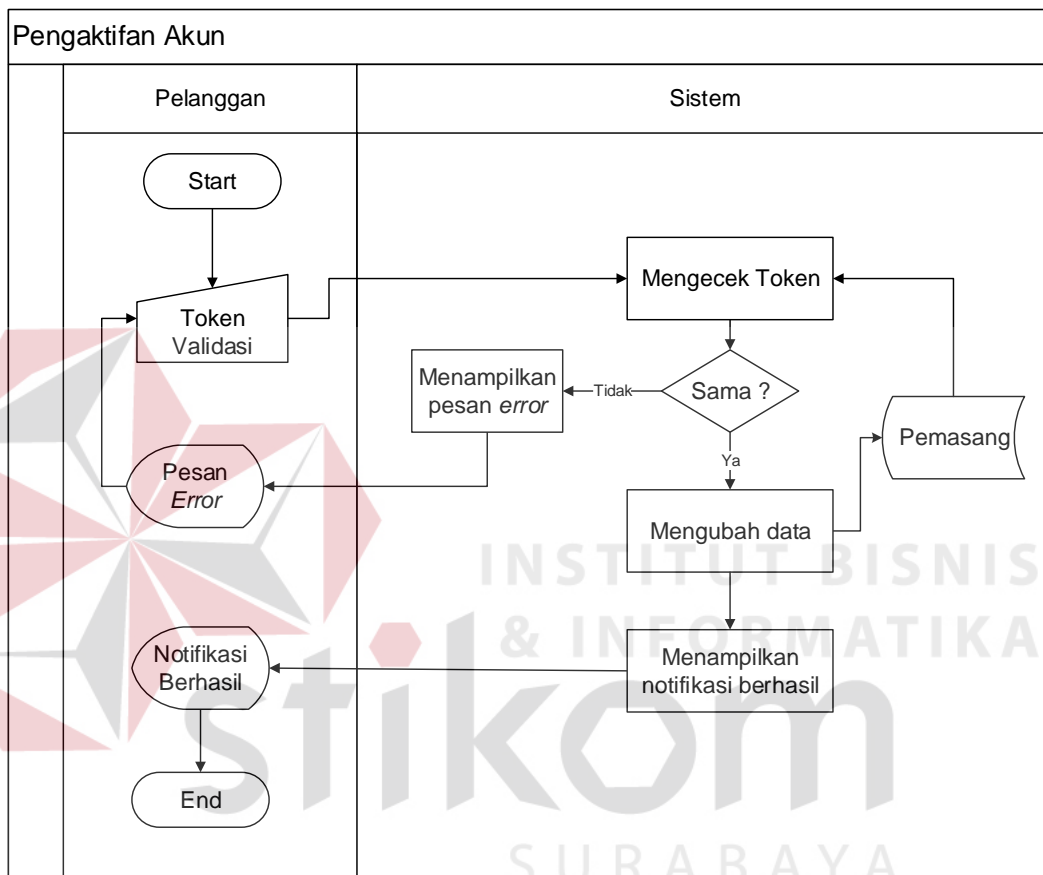 Pengaktifan Akun
Pelanggan
Sistem
Start
Mengecek Token
Token
Validasi
Menampilkan
pesan error
Tidak
Sama ?
Pemasang
Pesan
Error
Ya
Mengubah data
INSTITUT BISNIS
& INFORMATIKA
Notifikasi
Berhasil
Menampilkan
notifikasi berhasil
stikom
End
SURABAYA